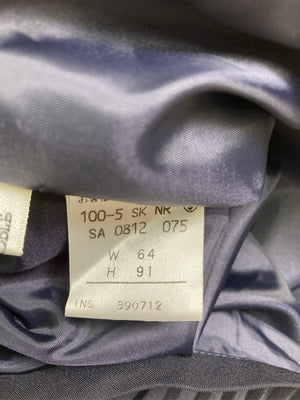 100-5 SK NR
SA 0812 075
W 64
H 91
INS. 390712